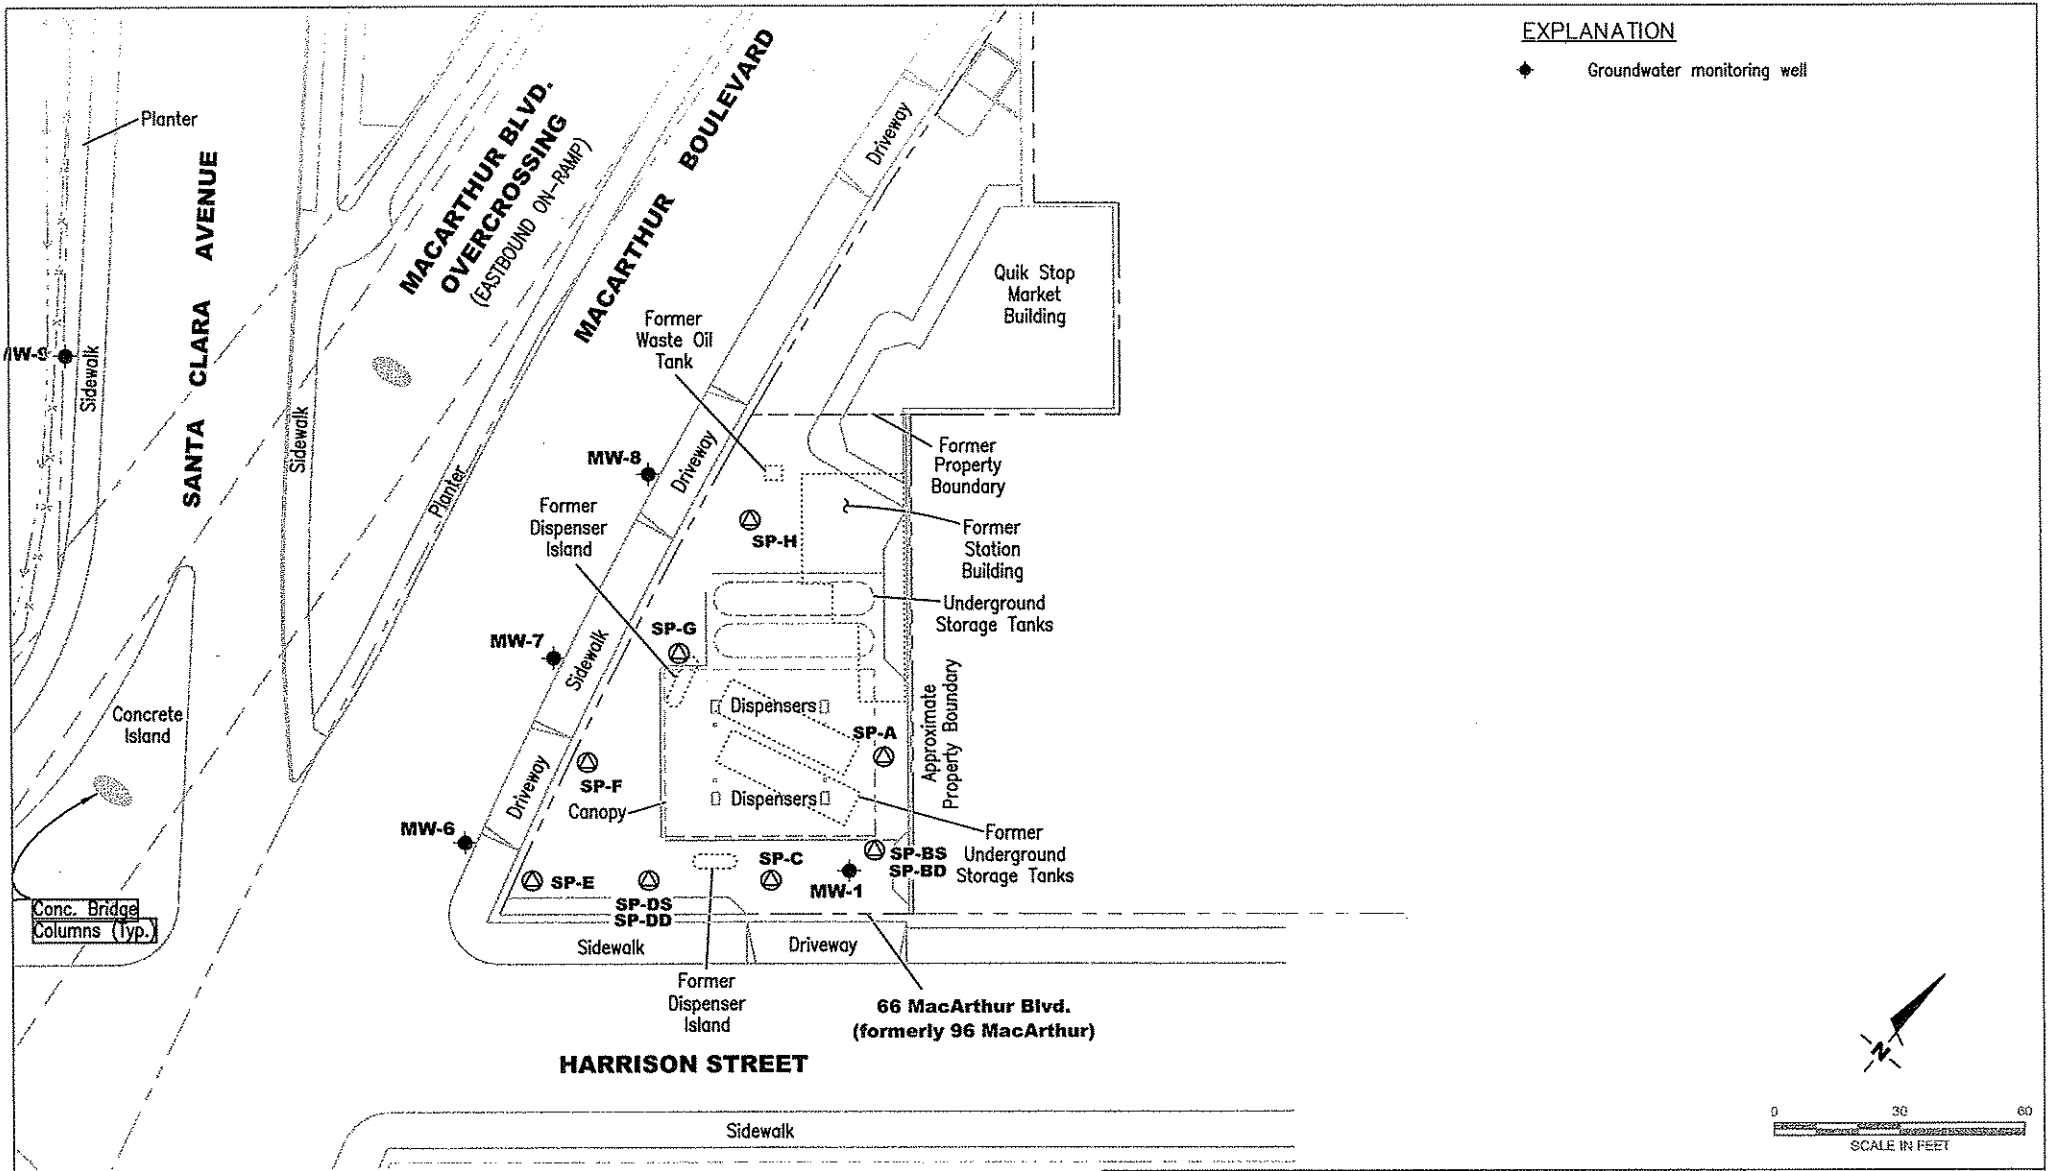 EXPLANATION
Groundwater monitoring well
Planter
SANTA CLARA AVENUE
MACARTHUR BLVD.
OVERCROSSING
(EASTBOUND ON-RAMP)
MACARTHUR BOULEVARD
Driveway
Quik Stop
Market
Building
Former
Waste Oil
Tank
Sidewalk
Sidewalk
Planter
MW-8
Driveway
Former
Property
Boundary
Former
Dispenser
Island
SP-H
Former
Station
Building
Underground
Storage Tanks
MW-7
SP-G
Sidewalk
Concrete
Island
Dispensers
SP-A
Approximate
Property Boundary
SP-F
Driveway
Canopy
Dispensers
MW-6
Former
Underground
Storage Tanks
SP-C
SP-BS
SP-BD
SP-E
MW-1
SP-DS
SP-DD
Conc. Bridge
Columns (Typ.)
Sidewalk
Driveway
Former
Dispenser
Island
66 MacArthur Blvd.
(formerly 96 MacArthur)
HARRISON STREET
N
Sidewalk
0 30 60
SCALE IN FEET